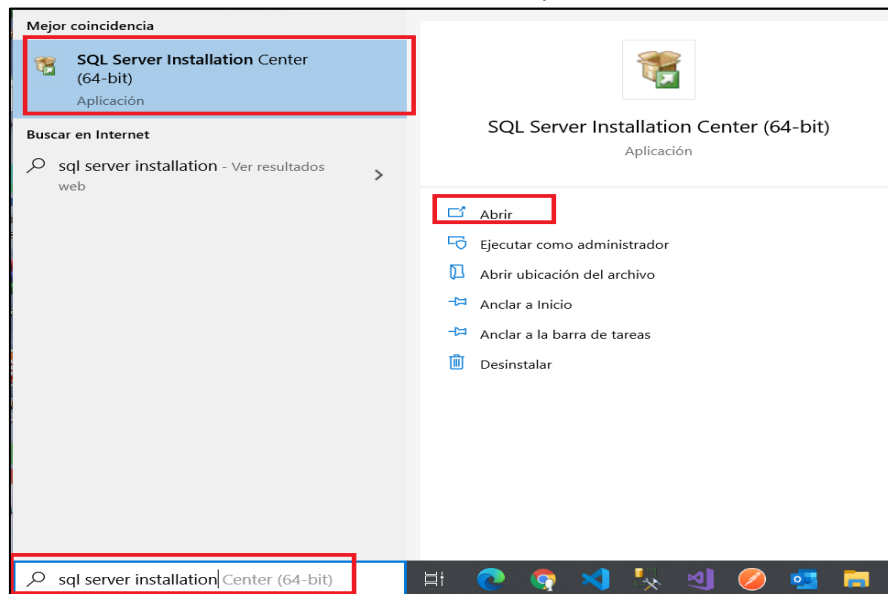 Mejor coincidencia
SQL Server Installation Center
(64-bit)
Aplicación
Buscar en Internet
sql server installation - Ver resultados
web
SQL Server Installation Center (64-bit)
Aplicación
Abrir
Ejecutar como administrador
Abrir ubicación del archivo
Anclar a Inicio
Anclar a la barra de tareas
Desinstalar
sql server installation Center (64-bit)